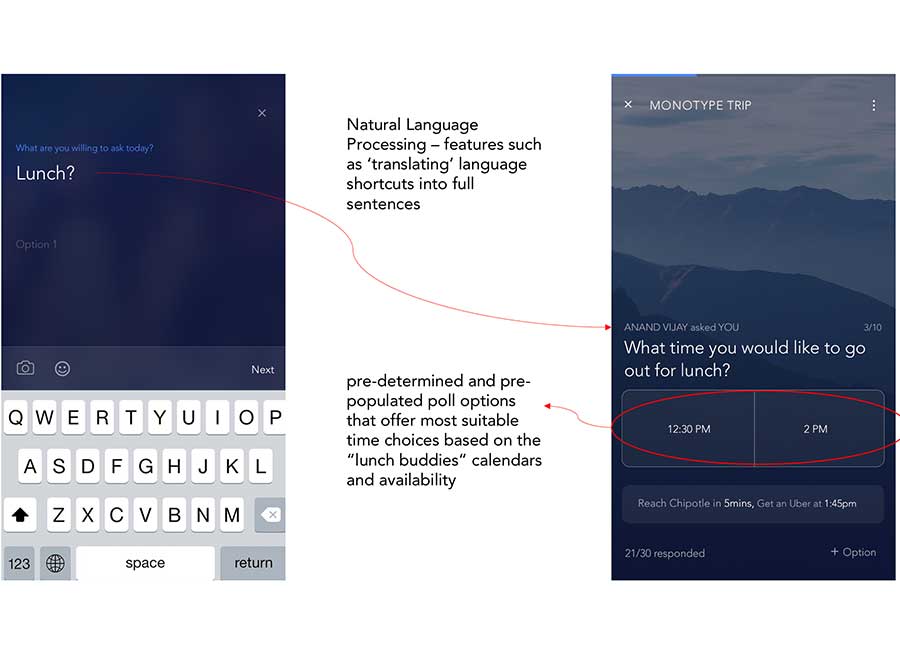 ×
What are you willing to ask today?
Lunch?
Option 1
Next
Q W E R T Y U I O P
A S D F G H J K L
Z X C V B N M
123 space return
Natural Language
Processing – features such
as ‘translating’ language
shortcuts into full
sentences
pre-determined and pre-
populated poll options
that offer most suitable
time choices based on the
“lunch buddies” calendars
and availability
× MONOTYPE TRIP
ANAND VIJAY asked YOU 3/10
What time you would like to go
out for lunch?
12:30 PM 2 PM
Reach Chipotle in 5mins, Get an Uber at 1:45pm
21/30 responded + Option